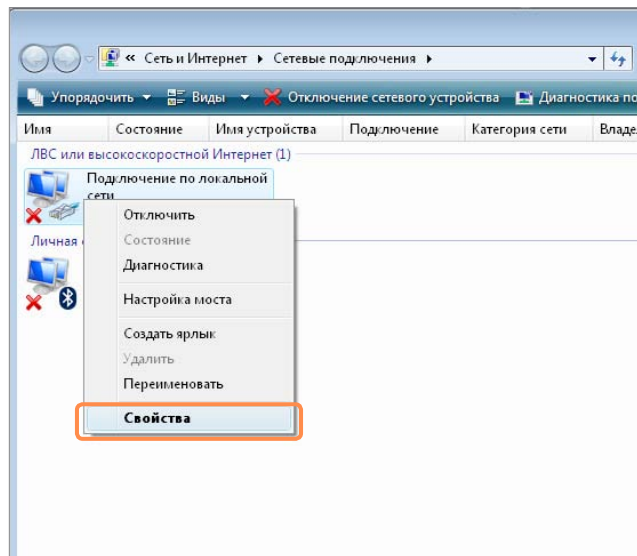 « Сеть и Интернет Сетевые подключения
Упорядочить Виды Отключение сетевого устройства Диагностика по
Имя Состояние Имя устройства Подключение Категория сети Владе
ЛВС или высокоскоростной Интернет (1)
Подключение по локальной
сети
Отключить
Личная
Состояние
Диагностика
Настройка моста
Создать ярлык
Удалить
Переименовать
Свойства